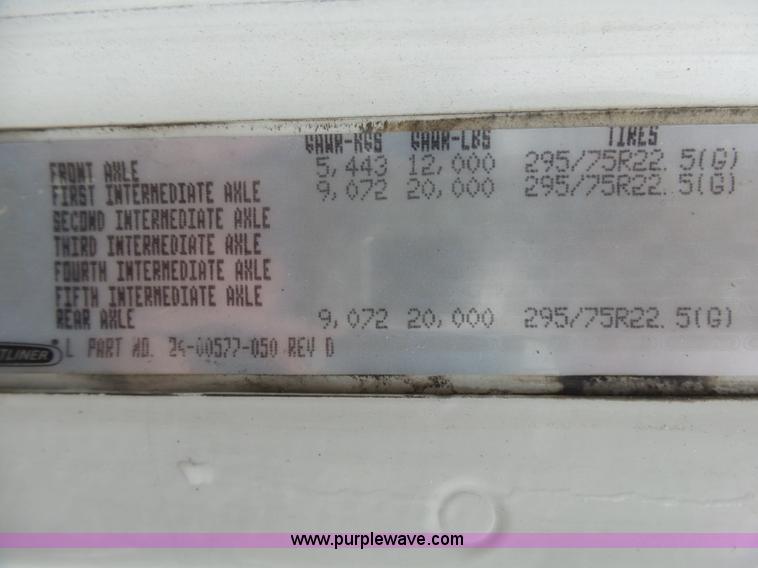 GAWR-KGS GAWR-LBS TIRES
FRONT AXLE 5,443 12,000 295/75R22.5(G)
FIRST INTERMEDIATE AXLE 9,072 20,000 295/75R22.5(G)
SECOND INTERMEDIATE AXLE
THIRD INTERMEDIATE AXLE
FOURTH INTERMEDIATE AXLE
FIFTH INTERMEDIATE AXLE
REAR AXLE 9,072 20,000 295/75R22.5(G)
TLINER L PART NO. 24-00577-050 REV D
www.purplewave.com